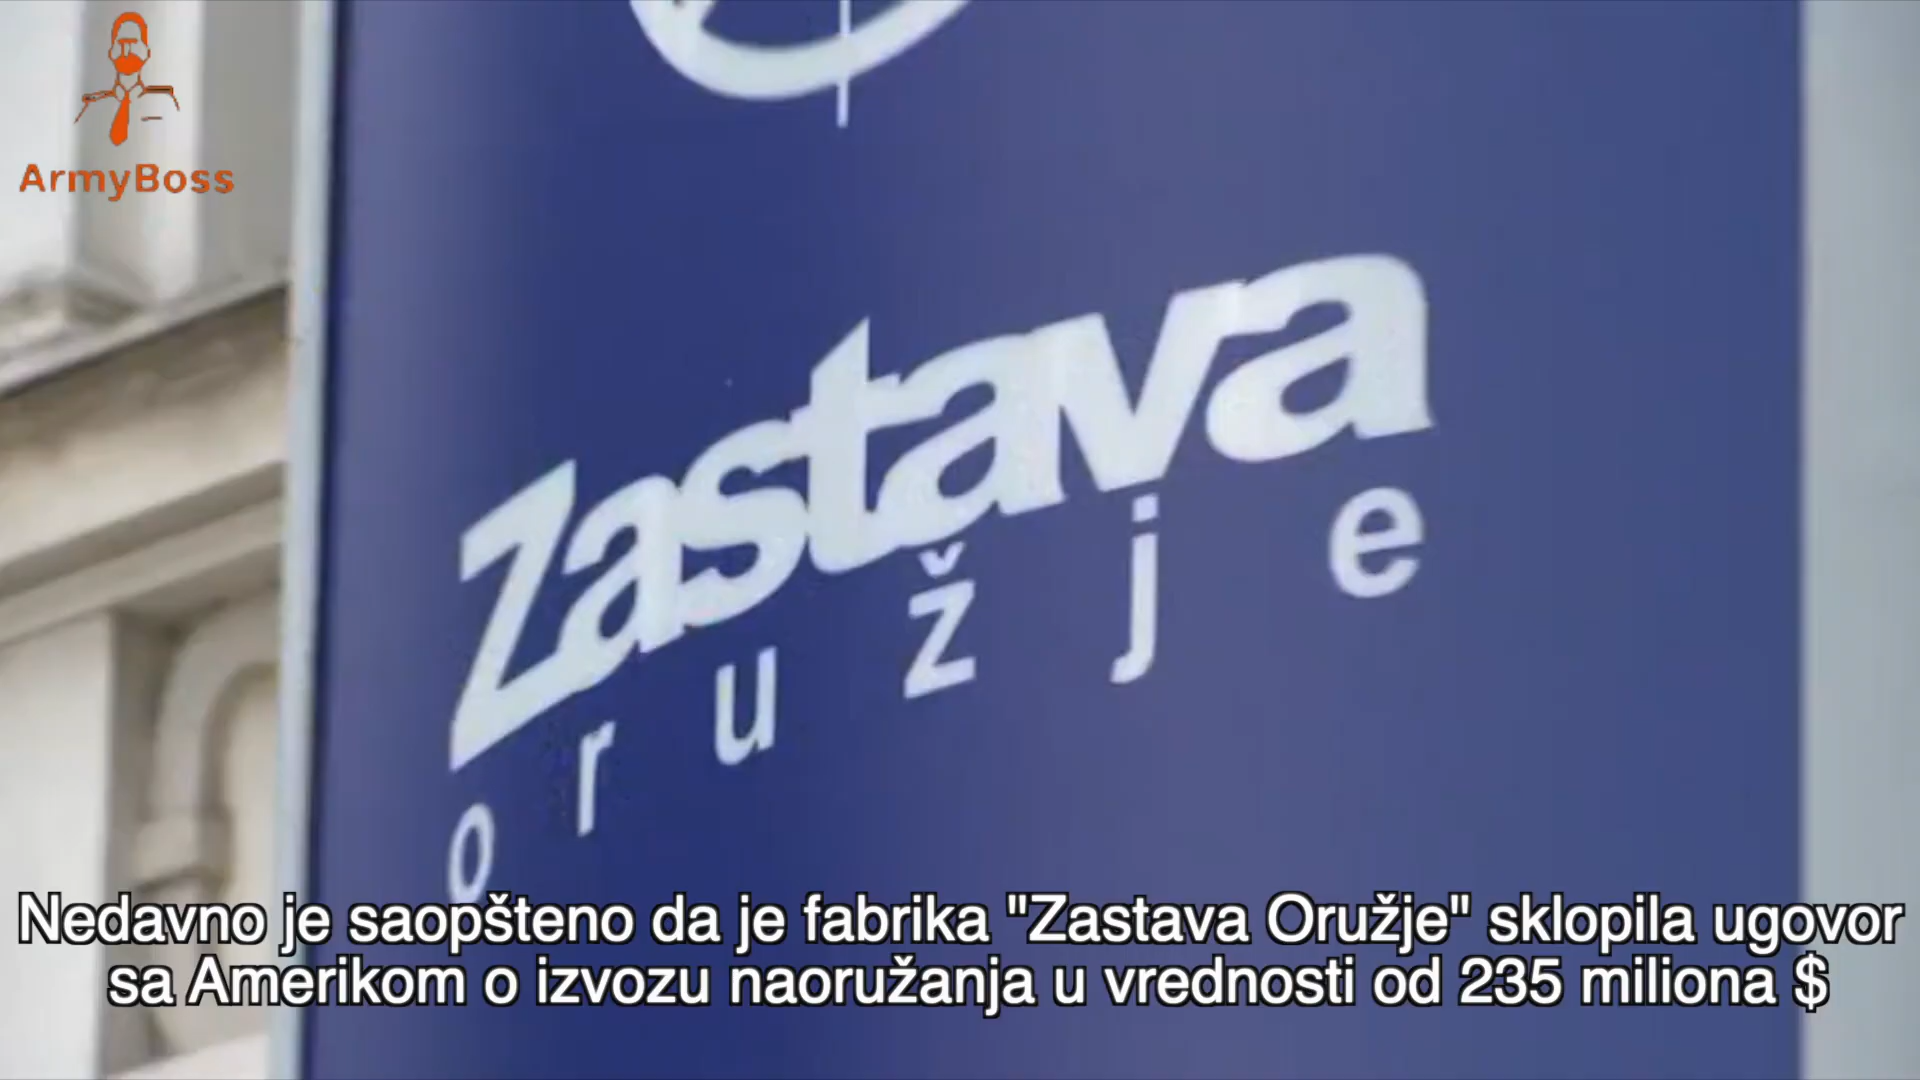 ArmyBoss
Zastava
oružje
Nedavno je saopšteno da je fabrika "Zastava Oružje" sklopila ugovor
sa Amerikom o izvozu naoružanja u vrednosti od 235 miliona $